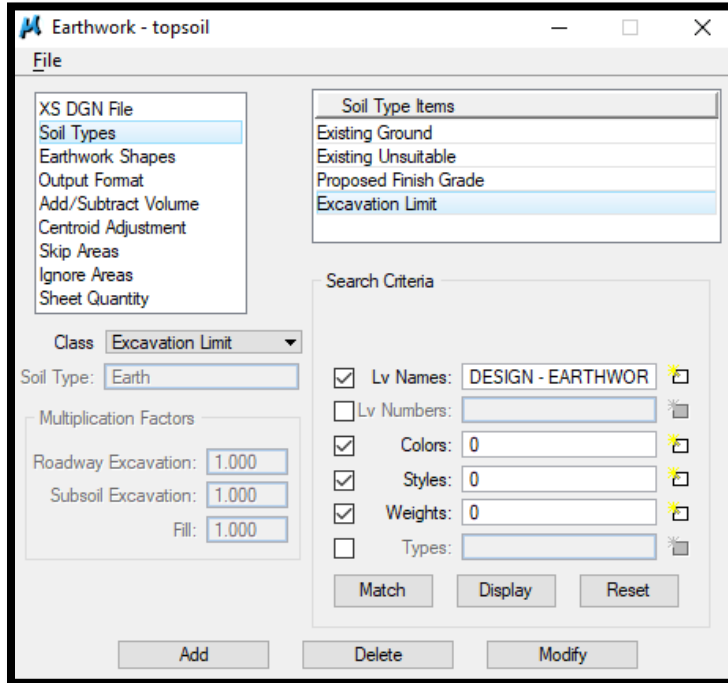 Earthwork - topsoil
File
XS DGN File
Soil Types
Earthwork Shapes
Output Format
Add/Subtract Volume
Centroid Adjustment
Skip Areas
Ignore Areas
Sheet Quantity
Soil Type Items
Existing Ground
Existing Unsuitable
Proposed Finish Grade
Excavation Limit
Class Excavation Limit
Soil Type: Earth
Multiplication Factors
Roadway Excavation: 1.000
Subsoil Excavation: 1.000
Fill: 1.000
Search Criteria
Lv Names: DESIGN - EARTHWOR
Lv Numbers:
Colors: 0
Styles: 0
Weights: 0
Types:
Match Display Reset
Add Delete Modify